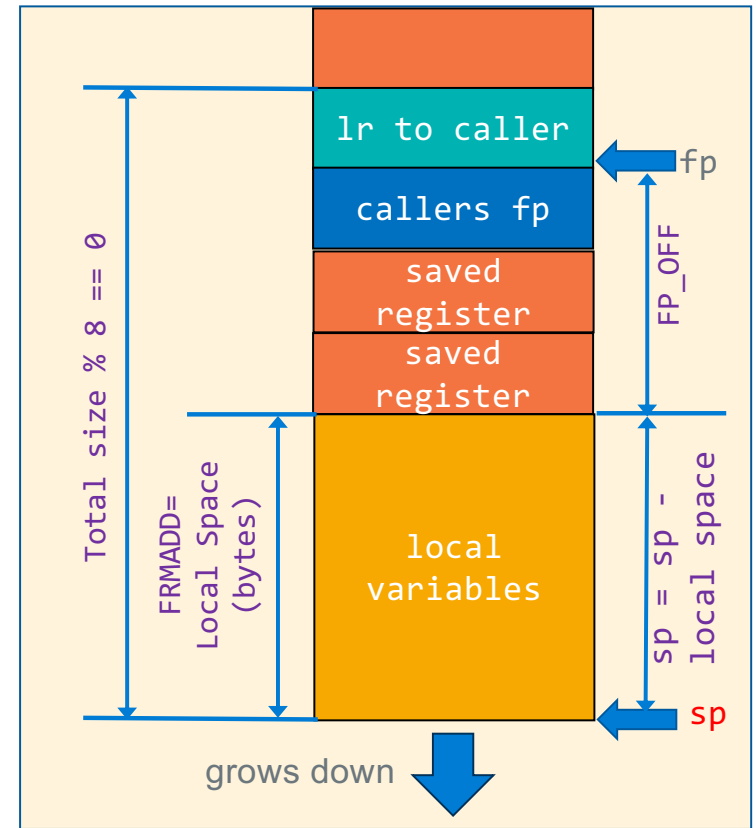 lr to caller
fp
callers fp
saved
register
saved
register
FP_OFF
Total size % 8 == 0
FRMADD=
Local Space
(bytes)
local
variables
sp = sp -
local space
sp
grows down